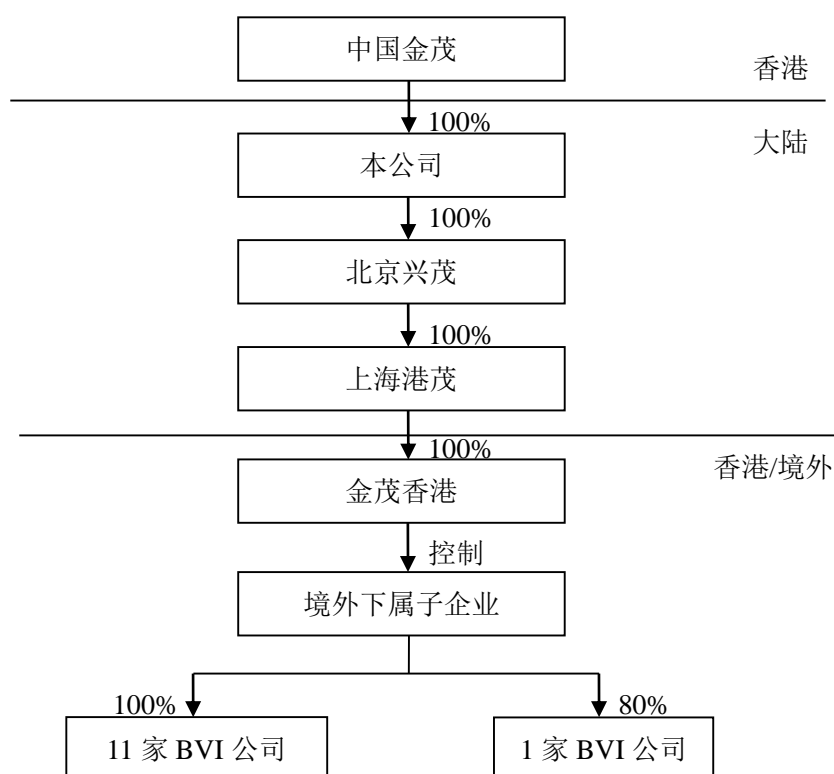 中国金茂
香港
100%
大陆
本公司
100%
北京兴茂
100%
上海港茂
100%
香港/境外
金茂香港
控制
境外下属子企业
100%
80%
11 家 BVI 公司
1 家 BVI 公司